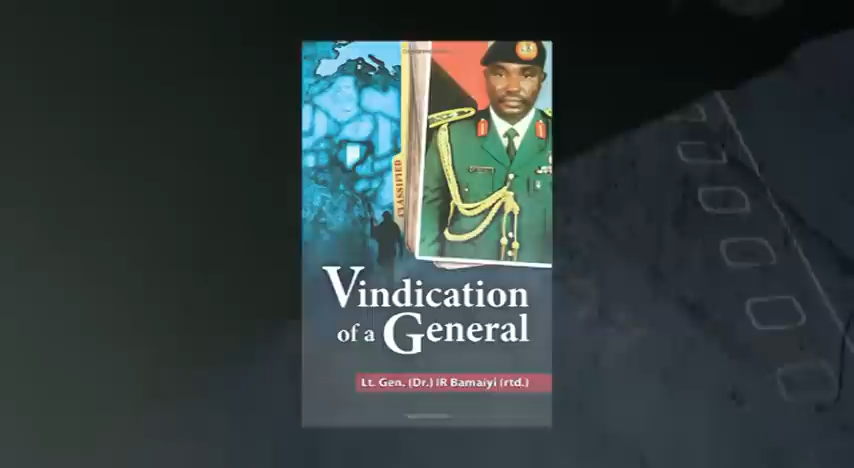 CLASSIFIED
Vindication
of a General
Lt. Gen. (Dr.) IR Bamaiyi (rtd.)